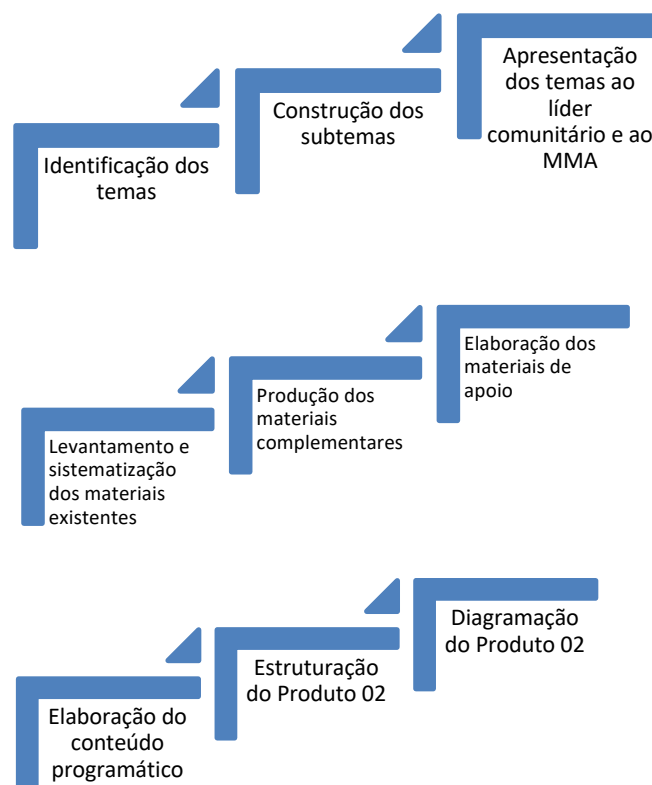 Identificação dos
temas
Construção dos
subtemas
Apresentação
dos temas ao
líder
comunitário e ao
MMA
Levantamento e
sistematização
dos materiais
existentes
Produção dos
materiais
complementares
Elaboração dos
materiais de
apoio
Elaboração do
conteúdo
programático
Estruturação
do Produto 02
Diagramação
do Produto 02